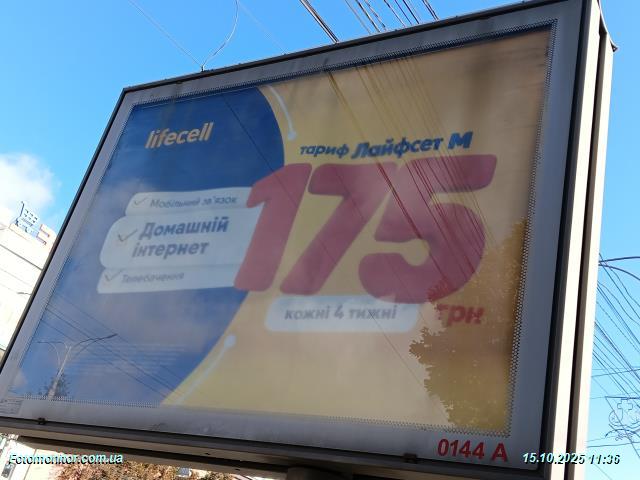 lifecell
тариф Лайфсет М
175
грн
кожні 4 тижні
Мобільний зв'язок
Домашній
інтернет
Телебачення
0144 A
Fotomonitor.com.ua
15.10.2025 11:36